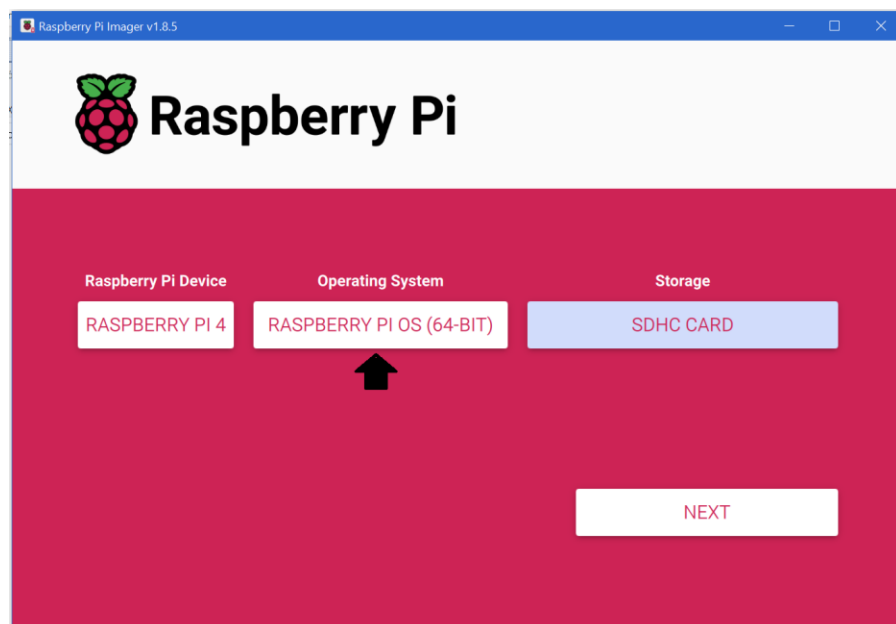 Raspberry Pi Imager v1.8.5
Raspberry Pi
Raspberry Pi Device
Operating System
Storage
RASPBERRY PI 4
RASPBERRY PI OS (64-BIT)
SDHC CARD
NEXT